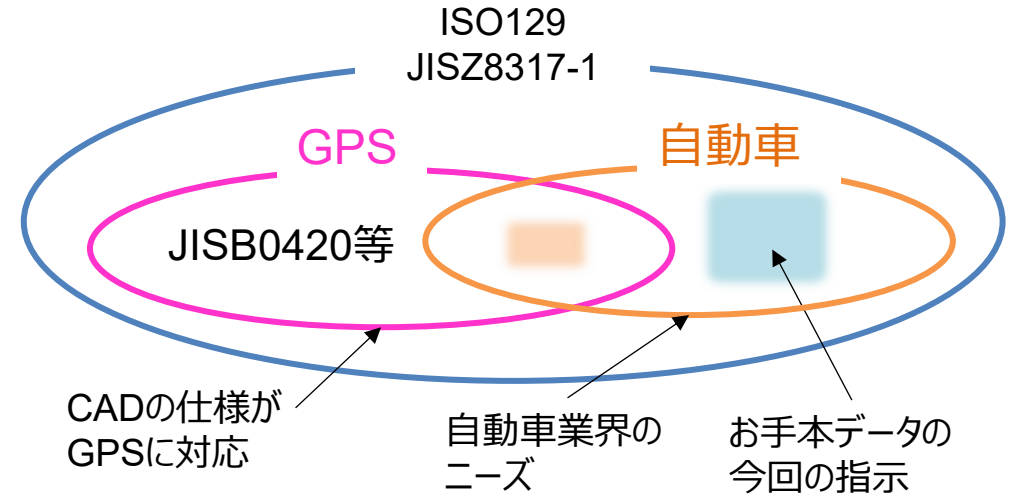 ISO129
JISZ8317-1
GPS
自動車
JISB0420等
CADの仕様が
GPSに対応
自動車業界の
ニーズ
お手本データの
今回の指示